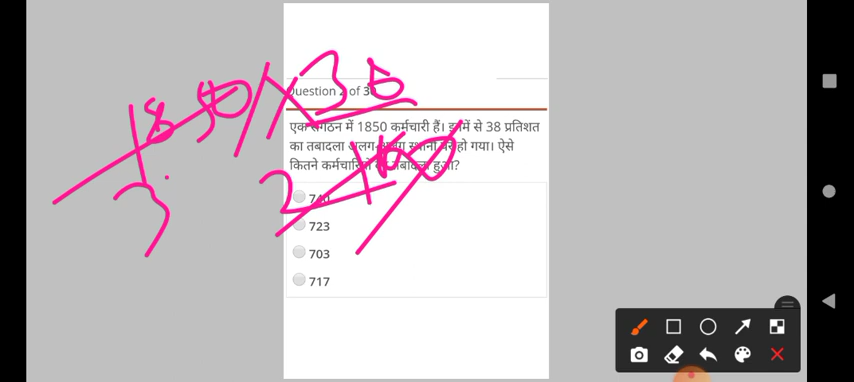 Question 2 of 30
एक संगठन में 1850 कर्मचारी हैं। इनमें से 38 प्रतिशत
का तबादला अलग-अलग स्थानों पर हो गया। ऐसे
कितने कर्मचारियों का तबादला हुआ?
740
723
703
717